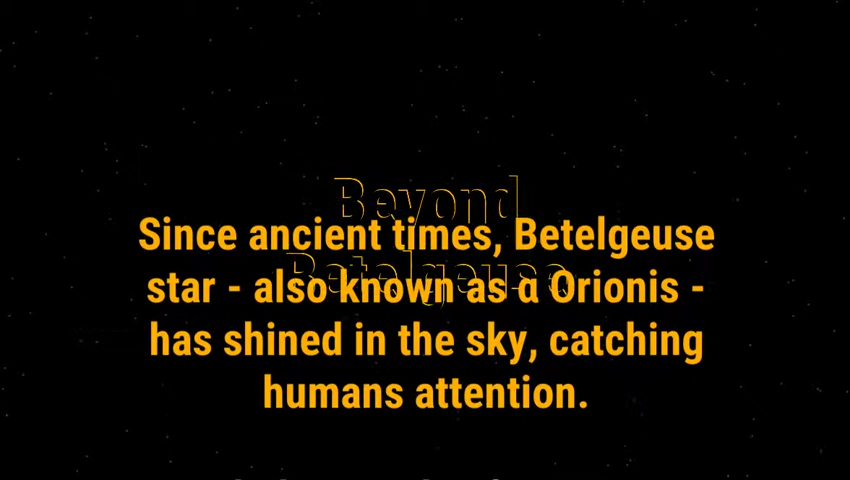 Beyond
Since ancient times, Betelgeuse
Betelgeuse
star - also known as α Orionis -
has shined in the sky, catching
humans attention.